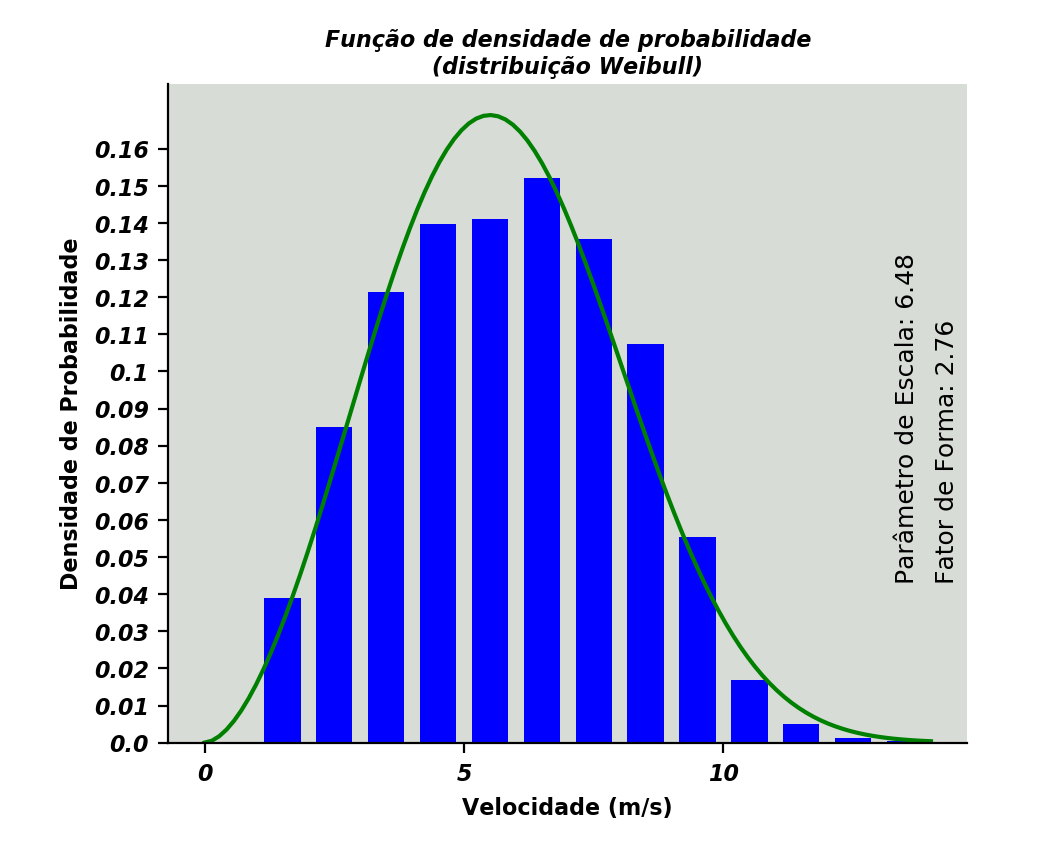 Função de densidade de probabilidade
(distribuição Weibull)
Densidade de Probabilidade
0.16
0.15
0.14
0.13
0.12
0.11
0.1
0.09
0.08
0.07
0.06
0.05
0.04
0.03
0.02
0.01
0.0
0 5 10
Velocidade (m/s)
Parâmetro de Escala: 6.48
Fator de Forma: 2.76